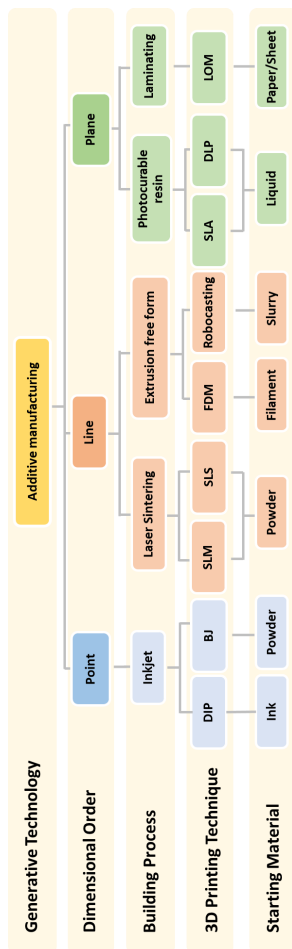 Generative Technology
Additive manufacturing
Dimensional Order
Point
Line
Plane
Building Process
Inkjet
Laser Sintering
Extrusion free form
Photocurable
resin
Laminating
3D Printing Technique
DIP
BJ
SLM
SLS
FDM
Robocasting
SLA
DLP
LOM
Starting Material
Ink
Powder
Powder
Filament
Slurry
Liquid
Paper/Sheet